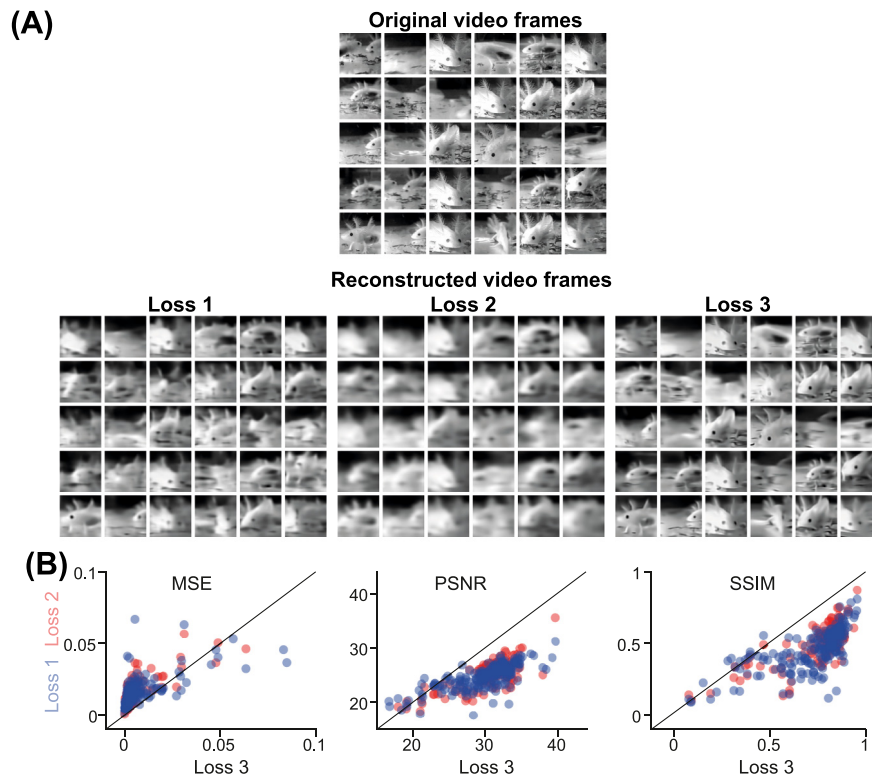 (A)
Original video frames
Reconstructed video frames
Loss 1
Loss 2
Loss 3
(B)
MSE
PSNR
SSIM
Loss 1 Loss 2
0.1
0.05
0
0
0.05
0.1
Loss 3
40
30
20
20
30
40
Loss 3
1
0.5
0
0
0.5
1
Loss 3